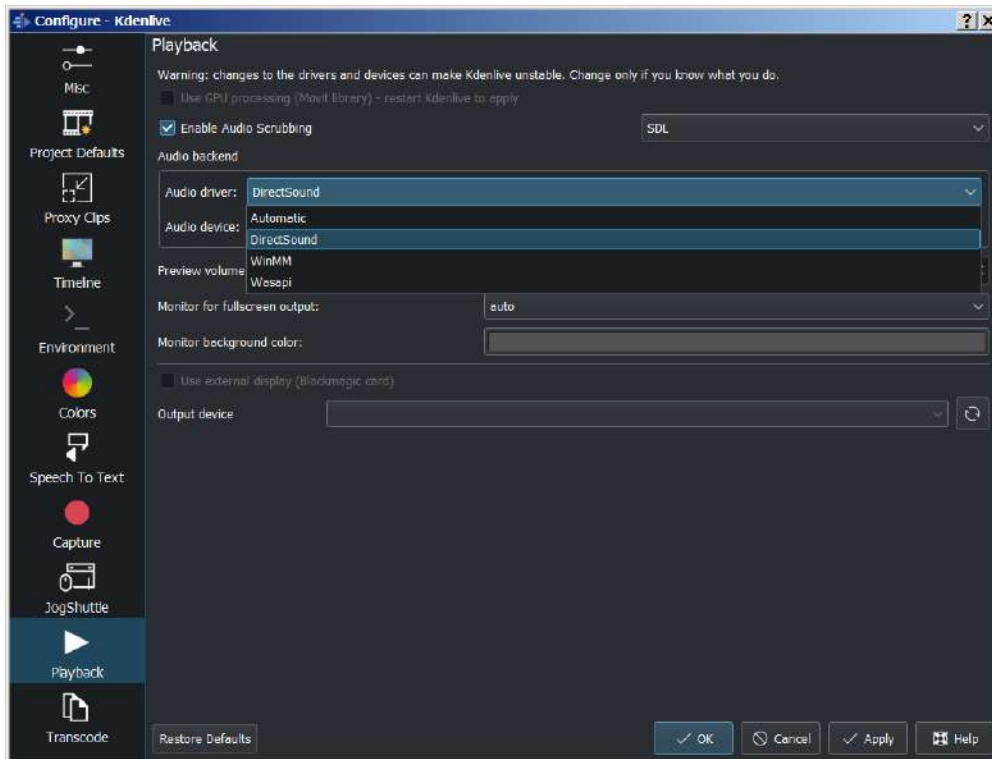 Configure - Kdenlive
Misc
Project Defaults
Proxy Clips
Timeline
Environment
Colors
Speech To Text
Capture
JogShuttle
Playback
Transcode
Playback
Warning: changes to the drivers and devices can make Kdenlive unstable. Change only if you know what you do.
Use GPU processing (Movit library) - restart Kdenlive to apply
Enable Audio Scrubbing
SDL
Audio backend
Audio driver: DirectSound
Automatic
Audio device:
DirectSound
WinMM
Preview volume
Wasapi
Monitor for fullscreen output: auto
Monitor background color:
Use external display (Blackmagic card)
Output device
Restore Defaults
OK
Cancel
Apply
Help